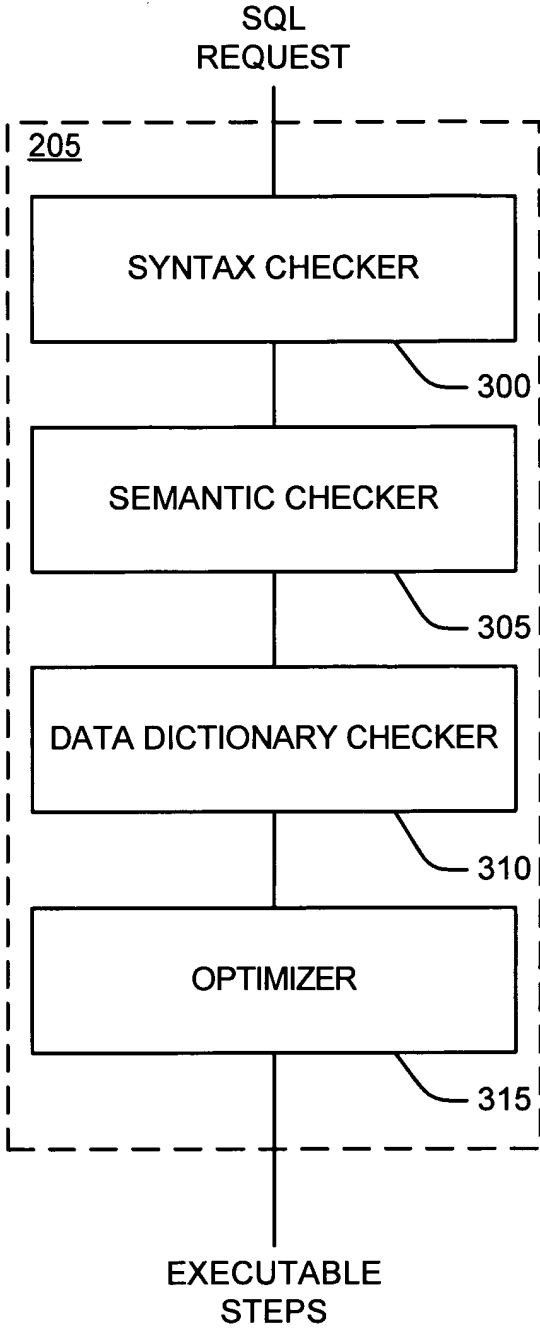 SQL
REQUEST
205
SYNTAX CHECKER
300
SEMANTIC CHECKER
305
DATA DICTIONARY CHECKER
310
OPTIMIZER
315
EXECUTABLE
STEPS